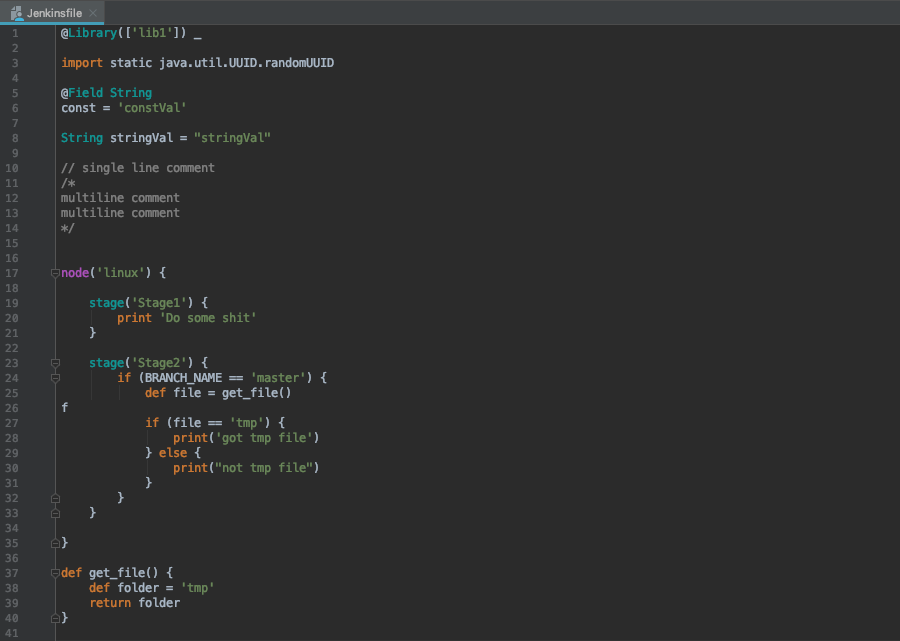 Jenkinsfile
1 @Library(['lib1']) _
2
3 import static java.util.UUID.randomUUID
4
5 @Field String
6 const = 'constVal'
7
8 String stringVal = "stringVal"
9
10 // single line comment
11 /*
12 multiline comment
13 multiline comment
14 */
15
16
17 node('linux') {
18
19     stage('Stage1') {
20         print 'Do some shit'
21     }
22
23     stage('Stage2') {
24         if (BRANCH_NAME == 'master') {
25             def file = get_file()
26 f
27             if (file == 'tmp') {
28                 print('got tmp file')
29             } else {
30                 print("not tmp file")
31             }
32         }
33     }
34
35 }
36
37 def get_file() {
38     def folder = 'tmp'
39     return folder
40 }
41